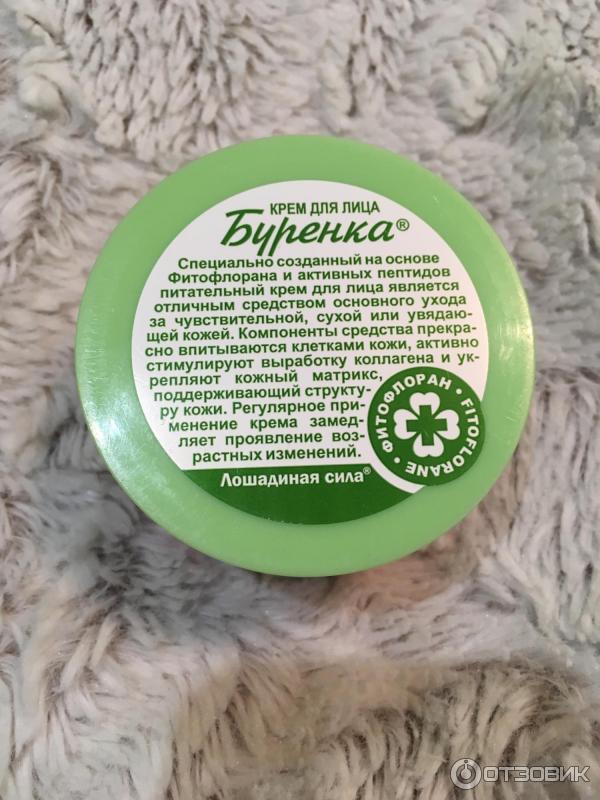 КРЕМ ДЛЯ ЛИЦА
Буренка®
Специально созданный на основе
Фитофлорана и активных пептидов
питательный крем для лица является
отличным средством основного ухода
за чувствительной, сухой или увядаю-
щей кожей. Компоненты средства прекра-
сно впитываются клетками кожи, активно
стимулируют выработку коллагена и ук-
репляют кожный матрикс,
поддерживающий структу-
ру кожи. Регулярное при-
менение крема замед-
ляет проявление воз-
растных изменений.
ФИТОФЛОРАН • FITOFLORANE •
Лошадиная сила®
ОТЗОВИК